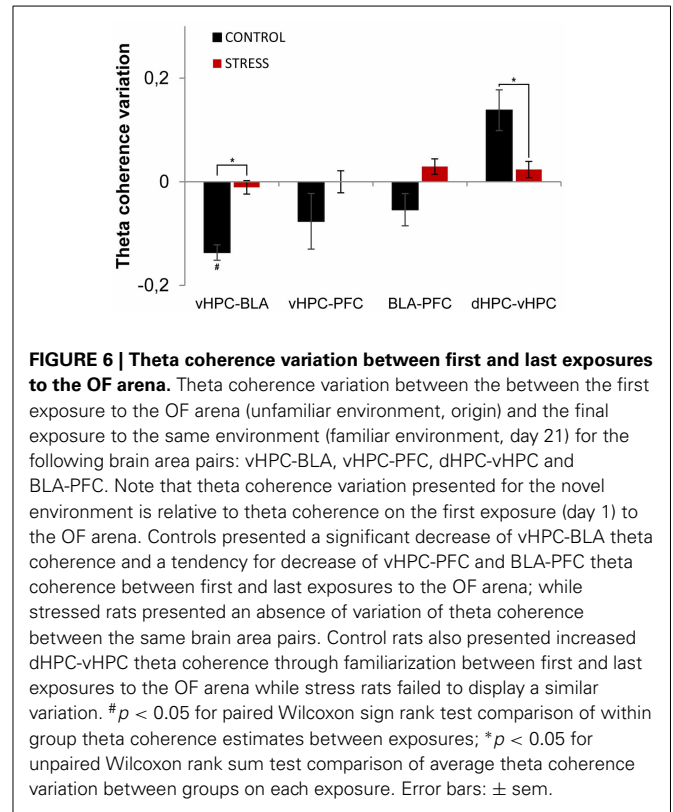 CONTROL
STRESS
Theta coherence variation
0,2
0
-0,2
*
*
#
vHPC-BLA vHPC-PFC BLA-PFC dHPC-vHPC
FIGURE 6 | Theta coherence variation between first and last exposures
to the OF arena. Theta coherence variation between the between the first
exposure to the OF arena (unfamiliar environment, origin) and the final
exposure to the same environment (familiar environment, day 21) for the
following brain area pairs: vHPC-BLA, vHPC-PFC, dHPC-vHPC and
BLA-PFC. Note that theta coherence variation presented for the novel
environment is relative to theta coherence on the first exposure (day 1) to
the OF arena. Controls presented a significant decrease of vHPC-BLA theta
coherence and a tendency for decrease of vHPC-PFC and BLA-PFC theta
coherence between first and last exposures to the OF arena; while
stressed rats presented an absence of variation of theta coherence
between the same brain area pairs. Control rats also presented increased
dHPC-vHPC theta coherence through familiarization between first and last
exposures to the OF arena while stress rats failed to display a similar
variation. #p < 0.05 for paired Wilcoxon sign rank test comparison of within
group theta coherence estimates between exposures; *p < 0.05 for
unpaired Wilcoxon rank sum test comparison of average theta coherence
variation between groups on each exposure. Error bars: ± sem.